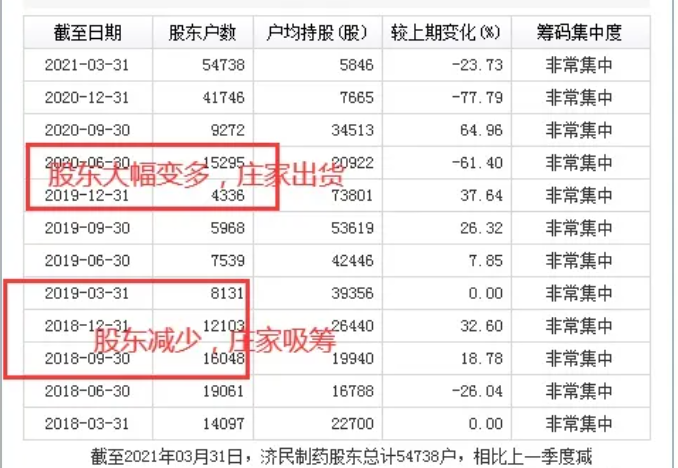 截至日期 股东户数 户均持股(股) 较上期变化(%) 筹码集中度
2021-03-31 54738 5846 -23.73 非常集中
2020-12-31 41746 7665 -77.79 非常集中
2020-09-30 9272 34513 64.96 非常集中
2020-06-30 15295 20922 -61.40 非常集中
股东大幅变多，庄家出货
2019-12-31 4336 73801 37.64 非常集中
2019-09-30 5968 53619 26.32 非常集中
2019-06-30 7539 42446 7.85 非常集中
2019-03-31 8131 39356 0.00 非常集中
2018-12-31 12103 26440 32.60 非常集中
股东减少，庄家吸筹
2018-09-30 16048 19940 18.78 非常集中
2018-06-30 19061 16788 -26.04 非常集中
2018-03-31 14097 22700 0.00 非常集中
截至2021年03月31日，济民制药股东总计54738户，相比上一季度减